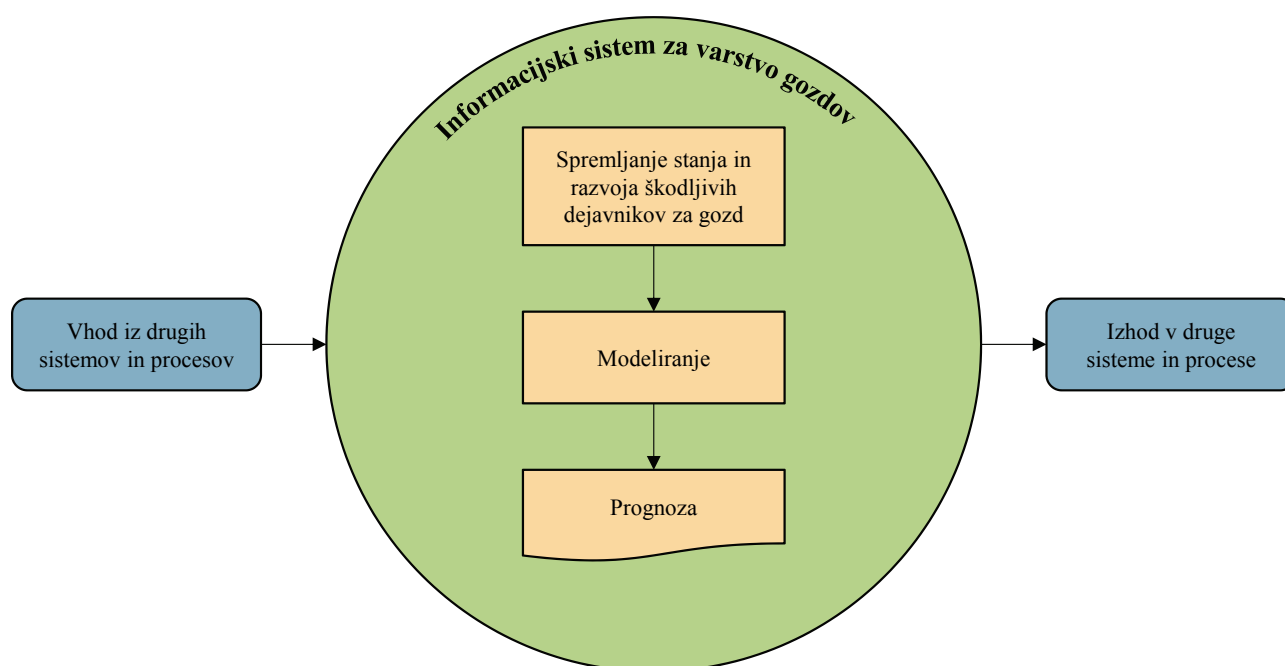 Informacijski sistem za varstvo gozdov
Spremljanje stanja in
razvoja škodljivih
dejavnikov za gozd
Vhod iz drugih
sistemov in procesov
Modeliranje
Izhod v druge
sisteme in procese
Prognoza